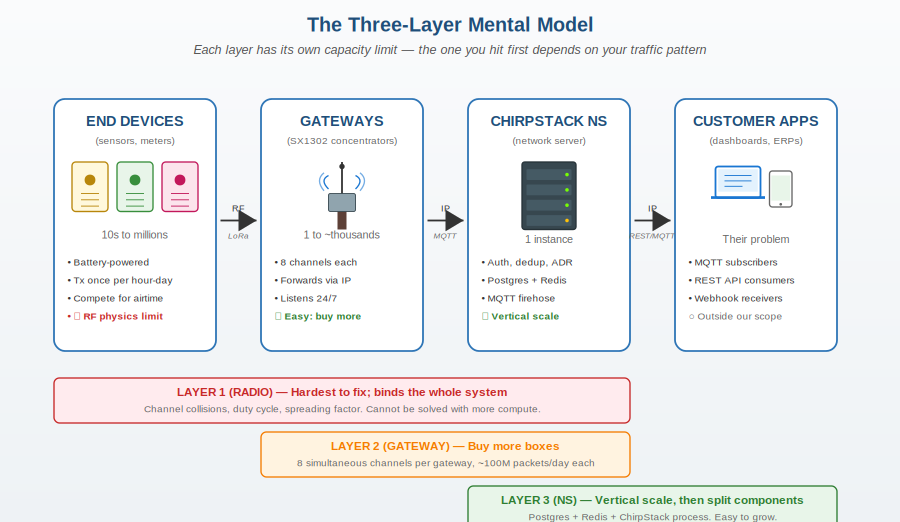 The Three-Layer Mental Model
Each layer has its own capacity limit — the one you hit first depends on your traffic pattern
END DEVICES
(sensors, meters)
10s to millions
• Battery-powered
• Tx once per hour-day
• Compete for airtime
• RF physics limit
RF
LoRa
GATEWAYS
(SX1302 concentrators)
1 to ~thousands
• 8 channels each
• Forwards via IP
• Listens 24/7
Easy: buy more
IP
MQTT
CHIRPSTACK NS
(network server)
1 instance
• Auth, dedup, ADR
• Postgres + Redis
• MQTT firehose
Vertical scale
IP
REST/MQTT
CUSTOMER APPS
(dashboards, ERPs)
Their problem
• MQTT subscribers
• REST API consumers
• Webhook receivers
○ Outside our scope
LAYER 1 (RADIO) — Hardest to fix; binds the whole system
Channel collisions, duty cycle, spreading factor. Cannot be solved with more compute.
LAYER 2 (GATEWAY) — Buy more boxes
8 simultaneous channels per gateway, ~100M packets/day each
LAYER 3 (NS) — Vertical scale, then split components
Postgres + Redis + ChirpStack process. Easy to grow.